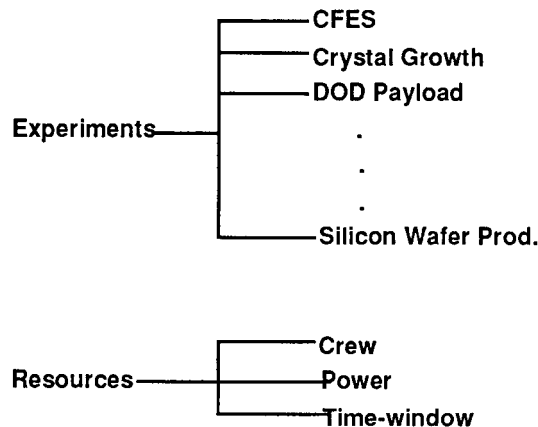 CFES
Crystal Growth
DOD Payload
Experiments
.
.
.
Silicon Wafer Prod.
Crew
Resources
Power
Time-window